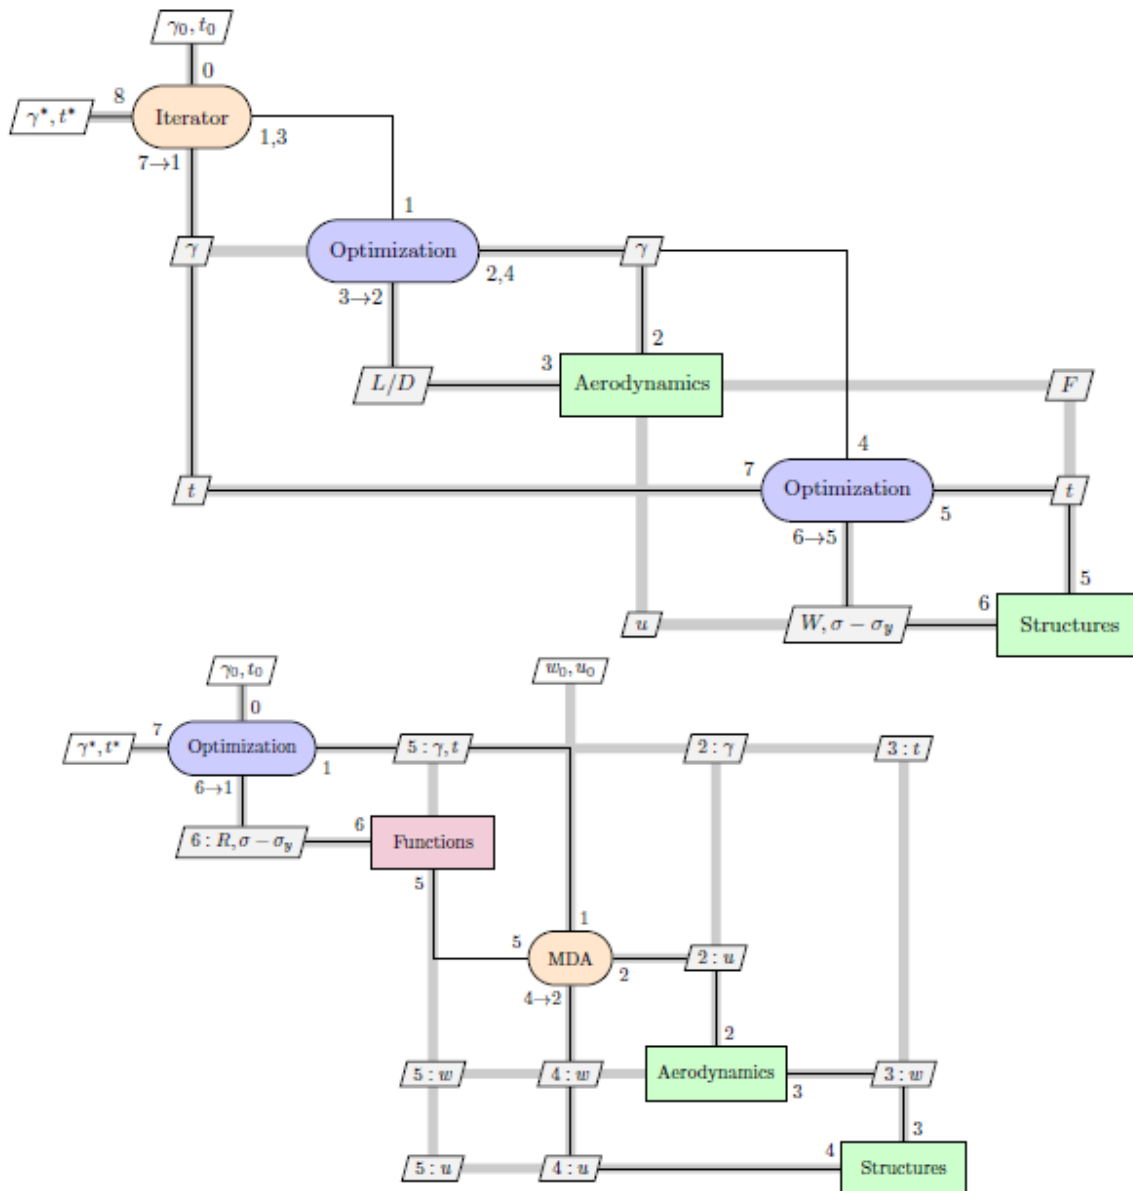 γ₀, t₀
0
8
γ*, t*
Iterator
1,3
7→1
1
γ
Optimization
γ
2,4
3→2
2
3
L/D
Aerodynamics
F
4
7
t
Optimization
t
5
6→5
5
6
u
W, σ − σ_y
Structures
γ₀, t₀
w₀, u₀
0
7
γ*, t*
Optimization
5 : γ, t
2 : γ
3 : t
1
6→1
6
6 : R, σ − σ_y
Functions
5
1
5
MDA
2 : u
2
4→2
2
5 : w
4 : w
Aerodynamics
3 : w
3
3
4
5 : u
4 : u
Structures